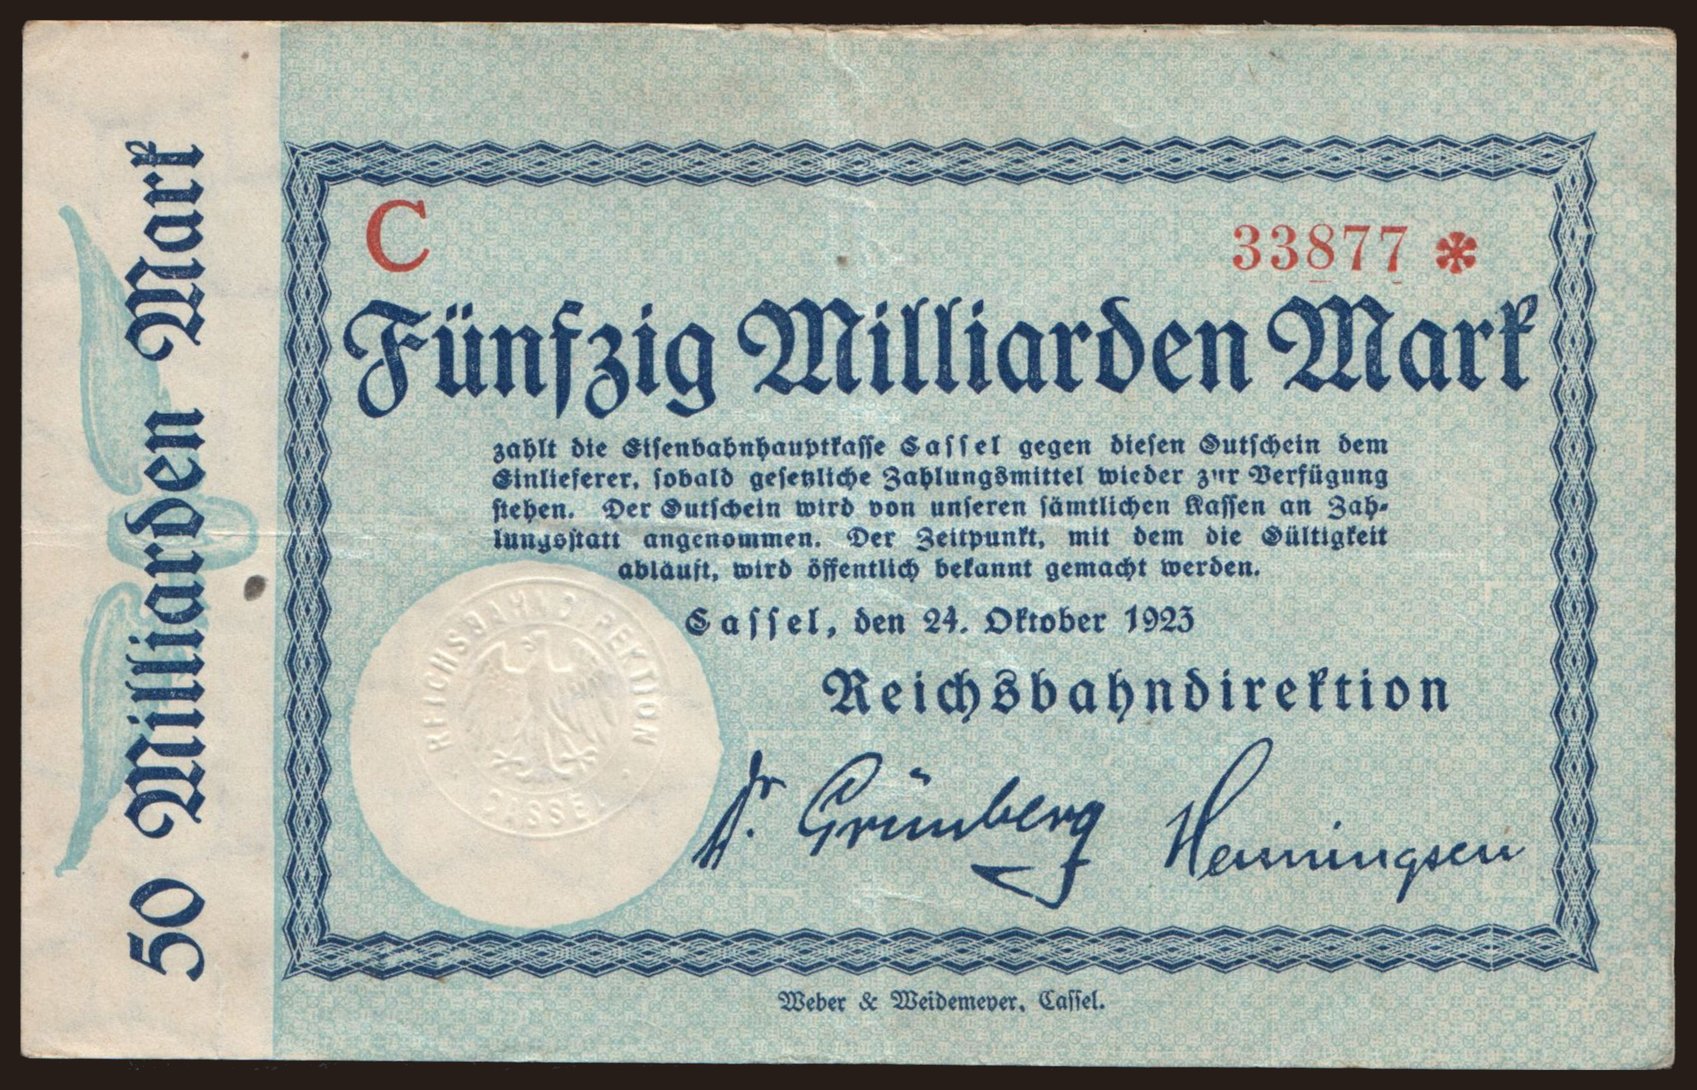 50 Milliarden Mark
C
33877 *
Fünfzig Milliarden Mark
zahlt die Eisenbahnhauptkasse Cassel gegen diesen Gutschein dem
Einlieferer, sobald gesetzliche Zahlungsmittel wieder zur Verfügung
stehen. Der Gutschein wird von unseren sämtlichen Kassen an Zah-
lungsstatt angenommen. Der Zeitpunkt, mit dem die Gültigkeit
abläuft, wird öffentlich bekannt gemacht werden.
Cassel, den 24. Oktober 1923
Reichsbahndirektion
REICHSBAHNDIREKTION
CASSEL
Dr. Grünberg Henningsen
Weber & Weidemeyer, Cassel.